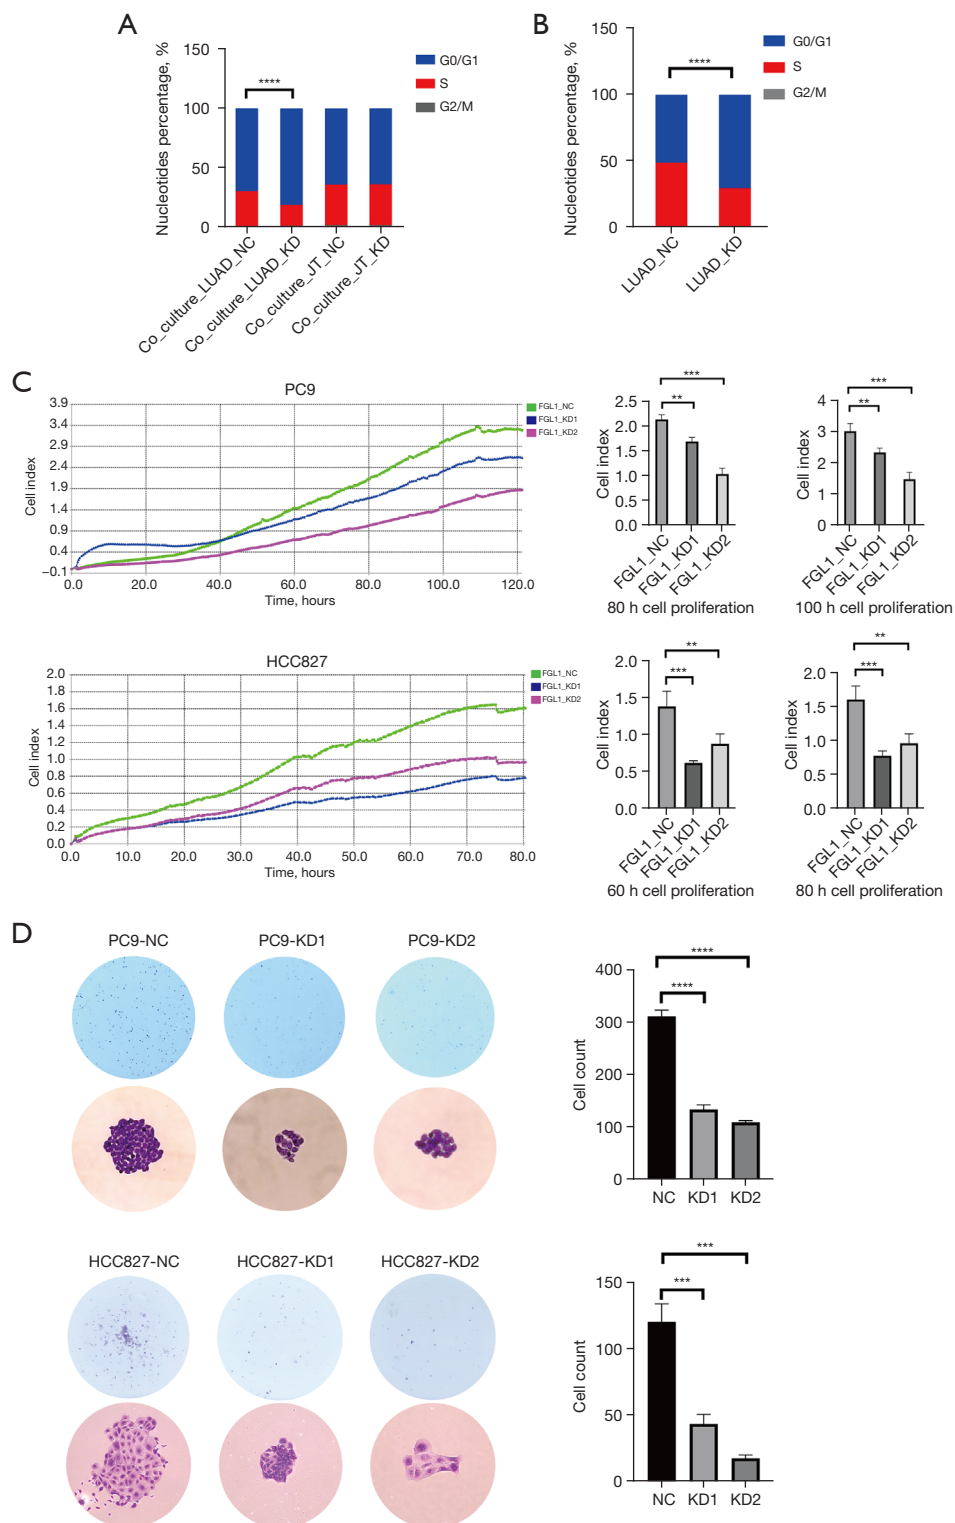 A
Nucleotides percentage, %
150
100
50
0
****
G0/G1
S
G2/M
Co_culture_LUAD_NC
Co_culture_LUAD_KD
Co_culture_JT_NC
Co_culture_JT_KD
B
Nucleotides percentage, %
150
100
50
0
****
G0/G1
S
G2/M
LUAD_NC
LUAD_KD
C
PC9
Cell index
3.9
3.4
2.9
2.4
1.9
1.4
0.9
0.4
−0.1
0.0 20.0 40.0 60.0 80.0 100.0 120.0
Time, hours
FGL1_NC
FGL1_KD1
FGL1_KD2
Cell index
2.5
2.0
1.5
1.0
0.5
0.0
***
**
FGL1_NC
FGL1_KD1
FGL1_KD2
80 h cell proliferation
Cell index
4
3
2
1
0
***
**
FGL1_NC
FGL1_KD1
FGL1_KD2
100 h cell proliferation
HCC827
Cell index
2.0
1.8
1.6
1.4
1.2
1.0
0.8
0.6
0.4
0.2
0.0
0.0 10.0 20.0 30.0 40.0 50.0 60.0 70.0 80.0
Time, hours
FGL1_NC
FGL1_KD1
FGL1_KD2
Cell index
2.0
1.5
1.0
0.5
0.0
**
***
FGL1_NC
FGL1_KD1
FGL1_KD2
60 h cell proliferation
Cell index
2.0
1.5
1.0
0.5
0.0
**
***
FGL1_NC
FGL1_KD1
FGL1_KD2
80 h cell proliferation
D
PC9-NC PC9-KD1 PC9-KD2
Cell count
400
300
200
100
0
****
****
NC KD1 KD2
HCC827-NC HCC827-KD1 HCC827-KD2
Cell count
150
100
50
0
***
***
NC KD1 KD2